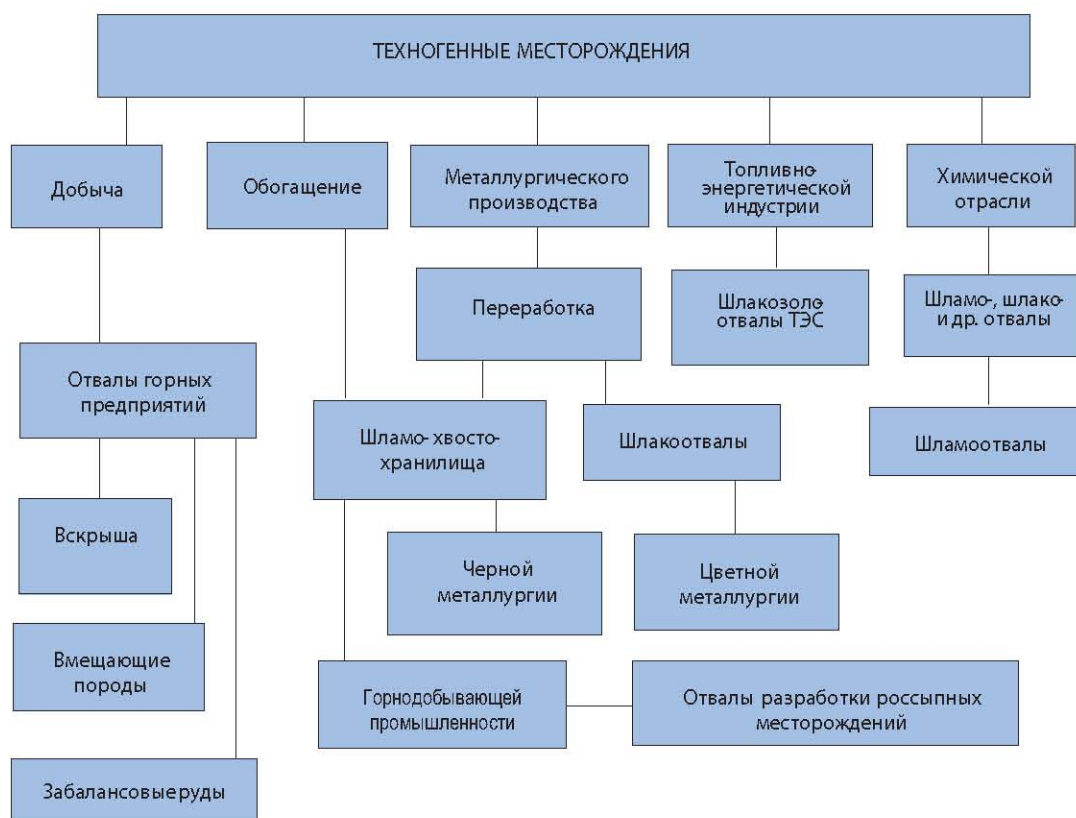 ТЕХНОГЕННЫЕ МЕСТОРОЖДЕНИЯ
Добыча
Обогащение
Металлургического
производства
Топливно-
энергетической
индустрии
Химической
отрасли
Переработка
Шлакозоло-
отвалы ТЭС
Шламо-, шлако-
и др. отвалы
Отвалы горных
предприятий
Шламо- хвосто-
хранилища
Шлакоотвалы
Шламоотвалы
Вскрыша
Черной
металлургии
Цветной
металлургии
Вмещающие
породы
Горнодобывающей
промышленности
Отвалы разработки россыпных
месторождений
Забалансовые руды